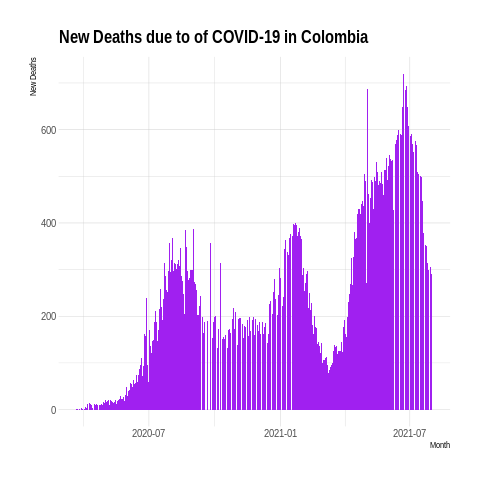 New Deaths due to of COVID-19 in Colombia
New Deaths
600
400
200
0
2020-07
2021-01
2021-07
Month